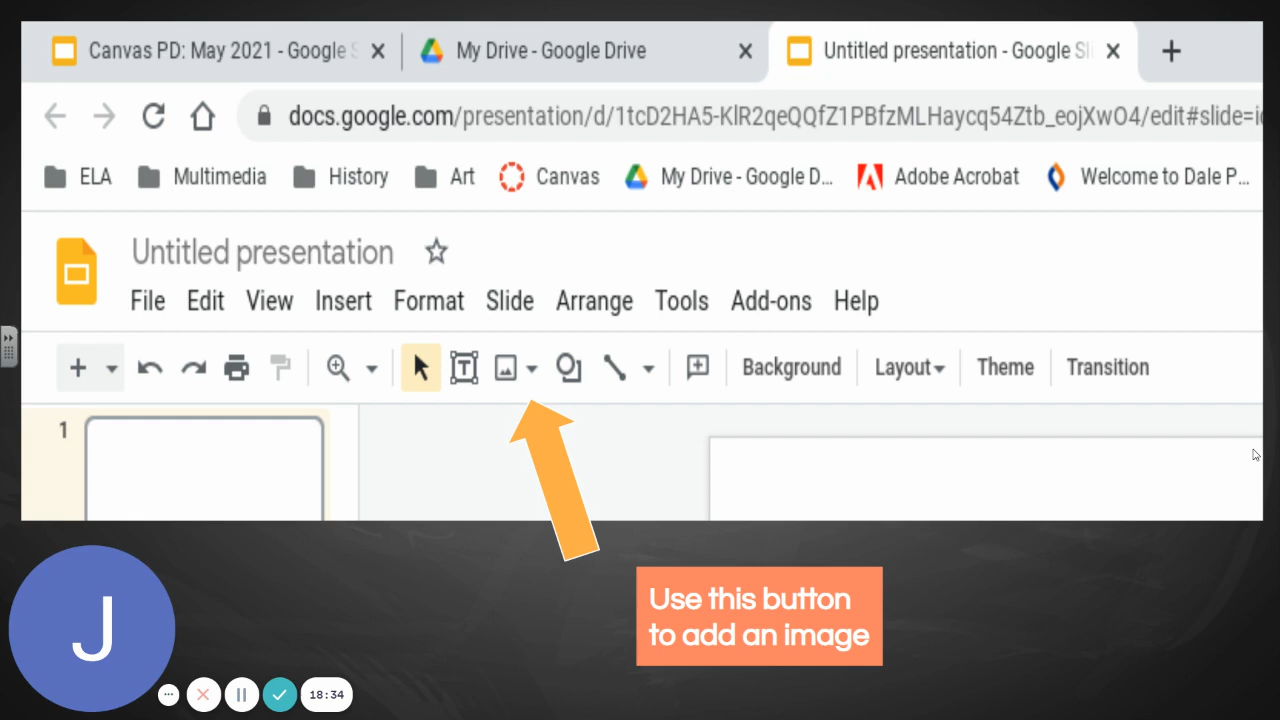 Canvas PD: May 2021 - Google S
My Drive - Google Drive
Untitled presentation - Google Sli
docs.google.com/presentation/d/1tcD2HA5-KlR2qeQQfZ1PBfzMLHaycq54Ztb_eojXwO4/edit#slide=i
ELA Multimedia History Art Canvas My Drive - Google D... Adobe Acrobat Welcome to Dale P...
Untitled presentation
File Edit View Insert Format Slide Arrange Tools Add-ons Help
Background Layout Theme Transition
1
Use this button
to add an image
J
18:34